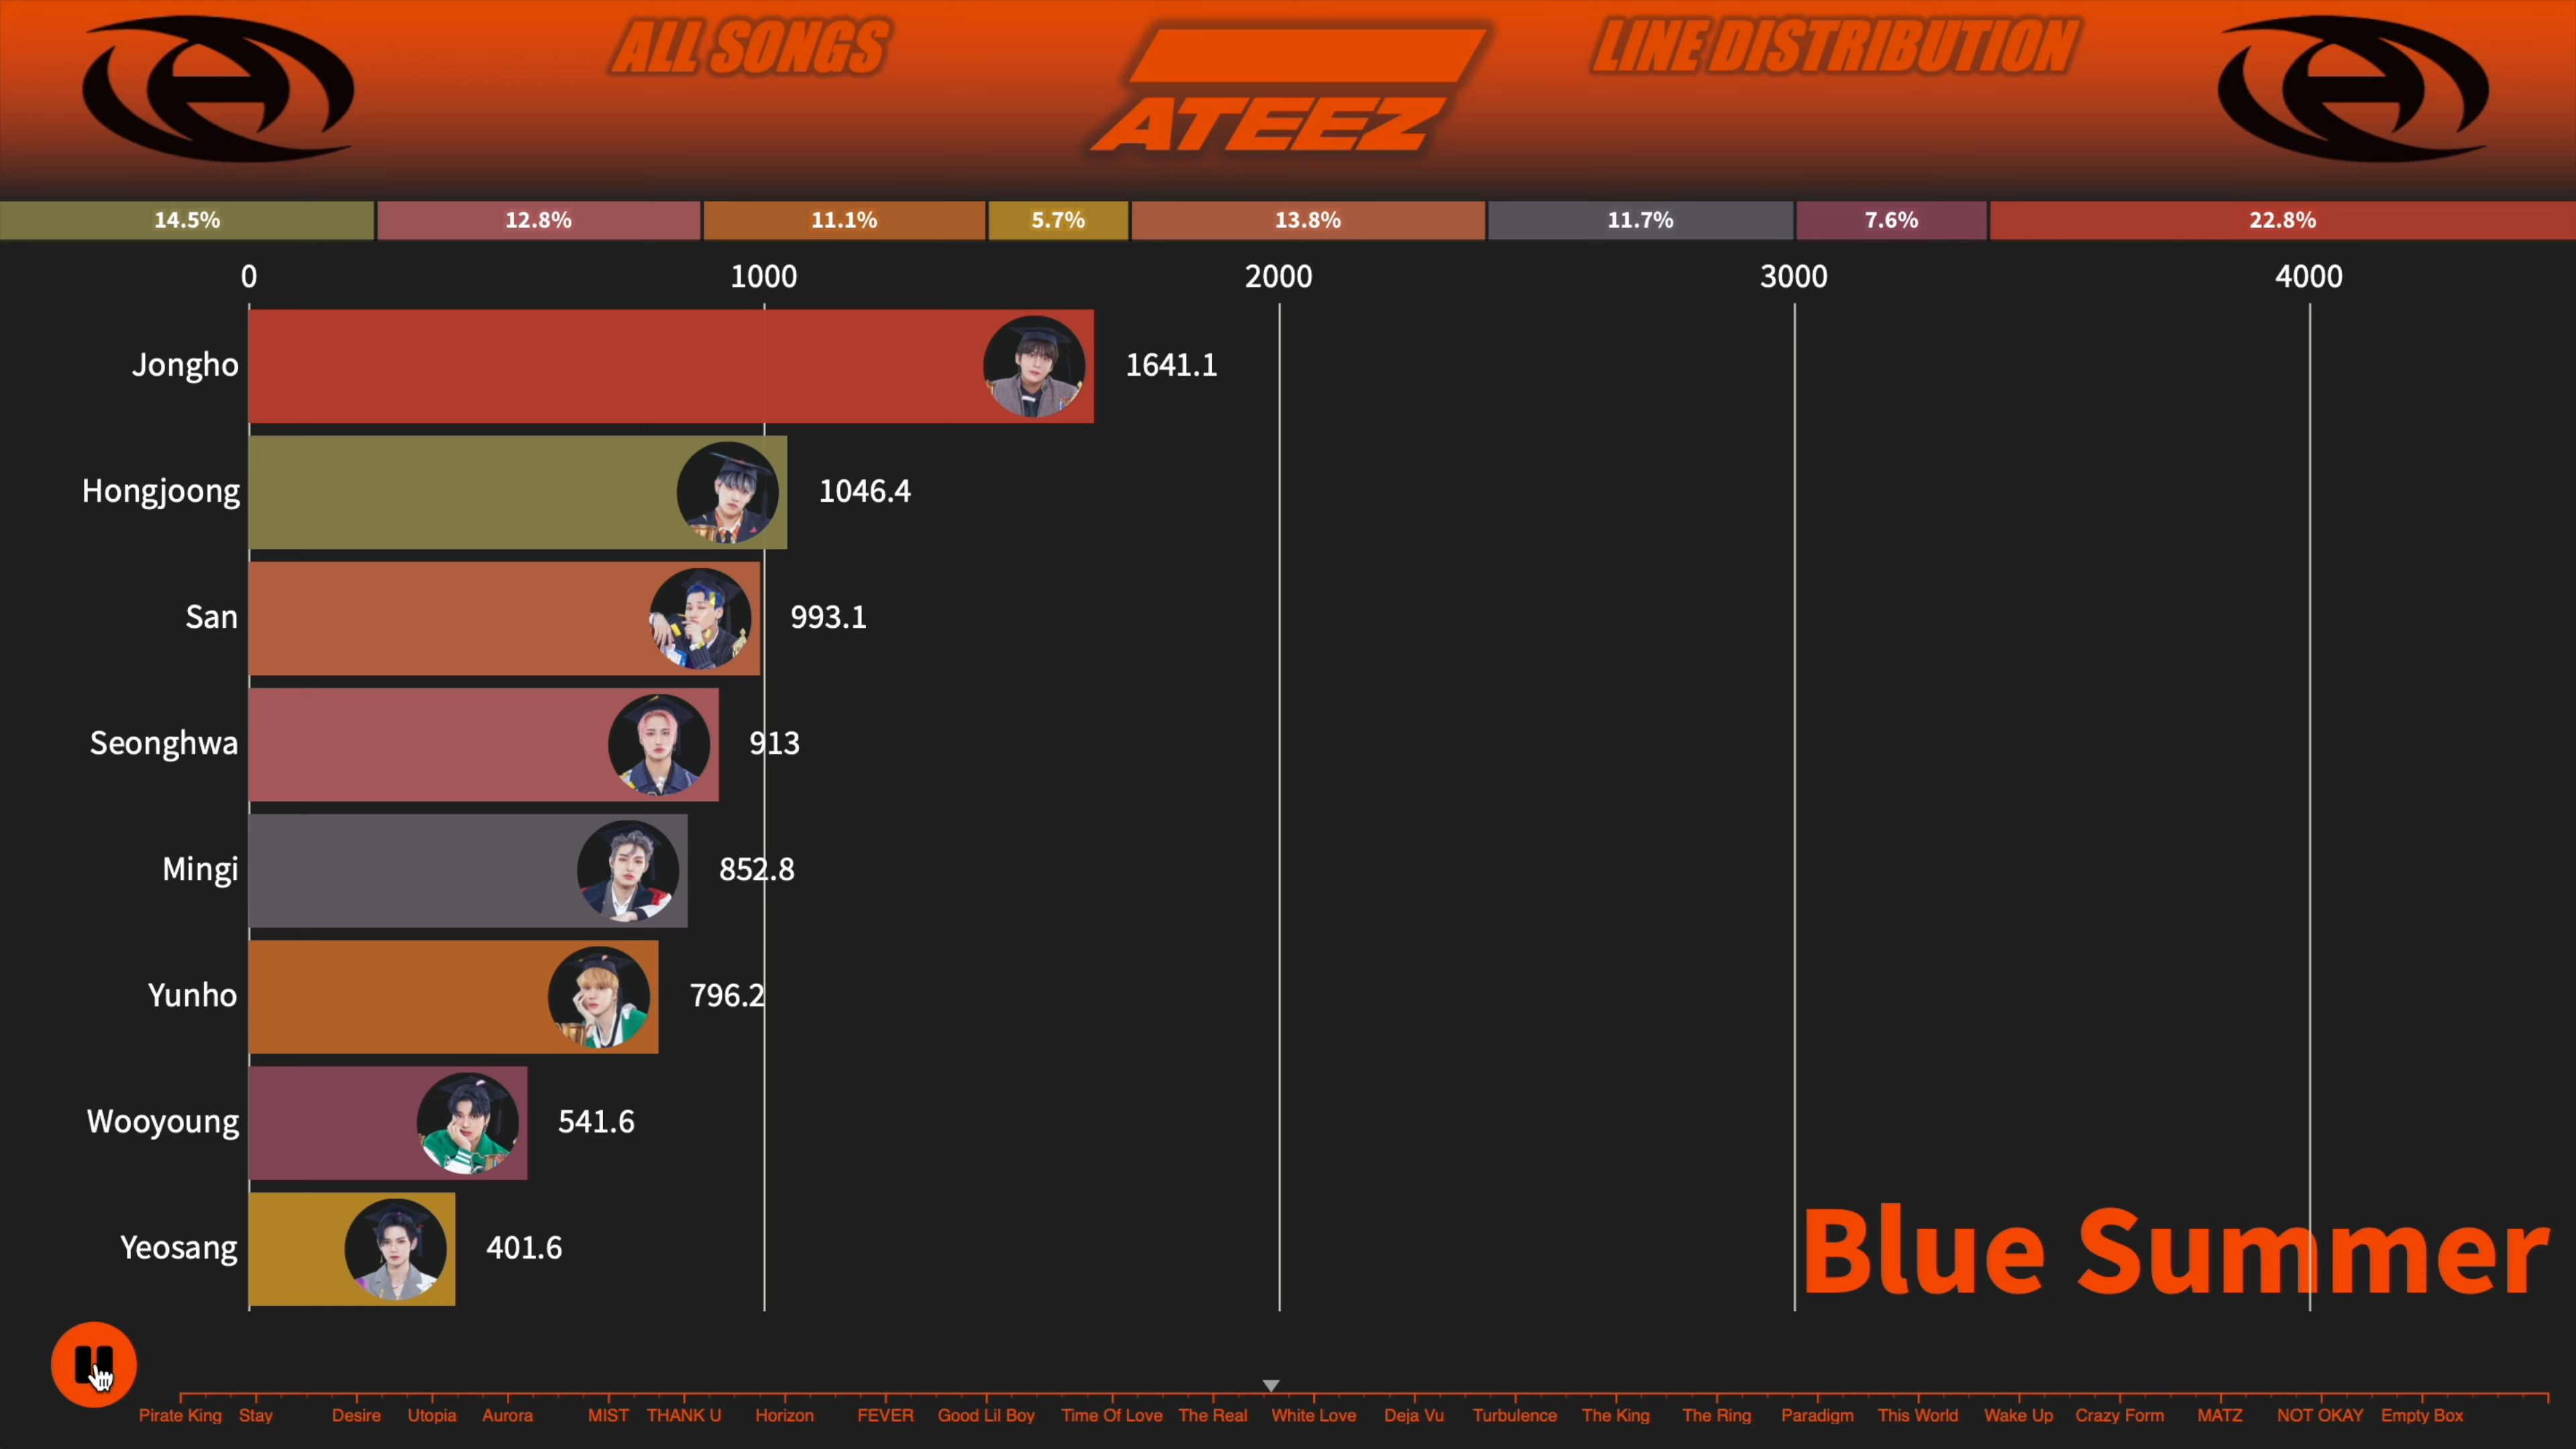 ALL SONGS
ATEEZ
LINE DISTRIBUTION
14.5% 12.8% 11.1% 5.7% 13.8% 11.7% 7.6% 22.8%
0 1000 2000 3000 4000
Jongho 1641.1
Hongjoong 1046.4
San 993.1
Seonghwa 913
Mingi 852.8
Yunho 796.2
Wooyoung 541.6
Yeosang 401.6
Blue Summer
Pirate King Stay Desire Utopia Aurora MIST THANK U Horizon FEVER Good Lil Boy Time Of Love The Real White Love Deja Vu Turbulence The King The Ring Paradigm This World Wake Up Crazy Form MATZ NOT OKAY Empty Box